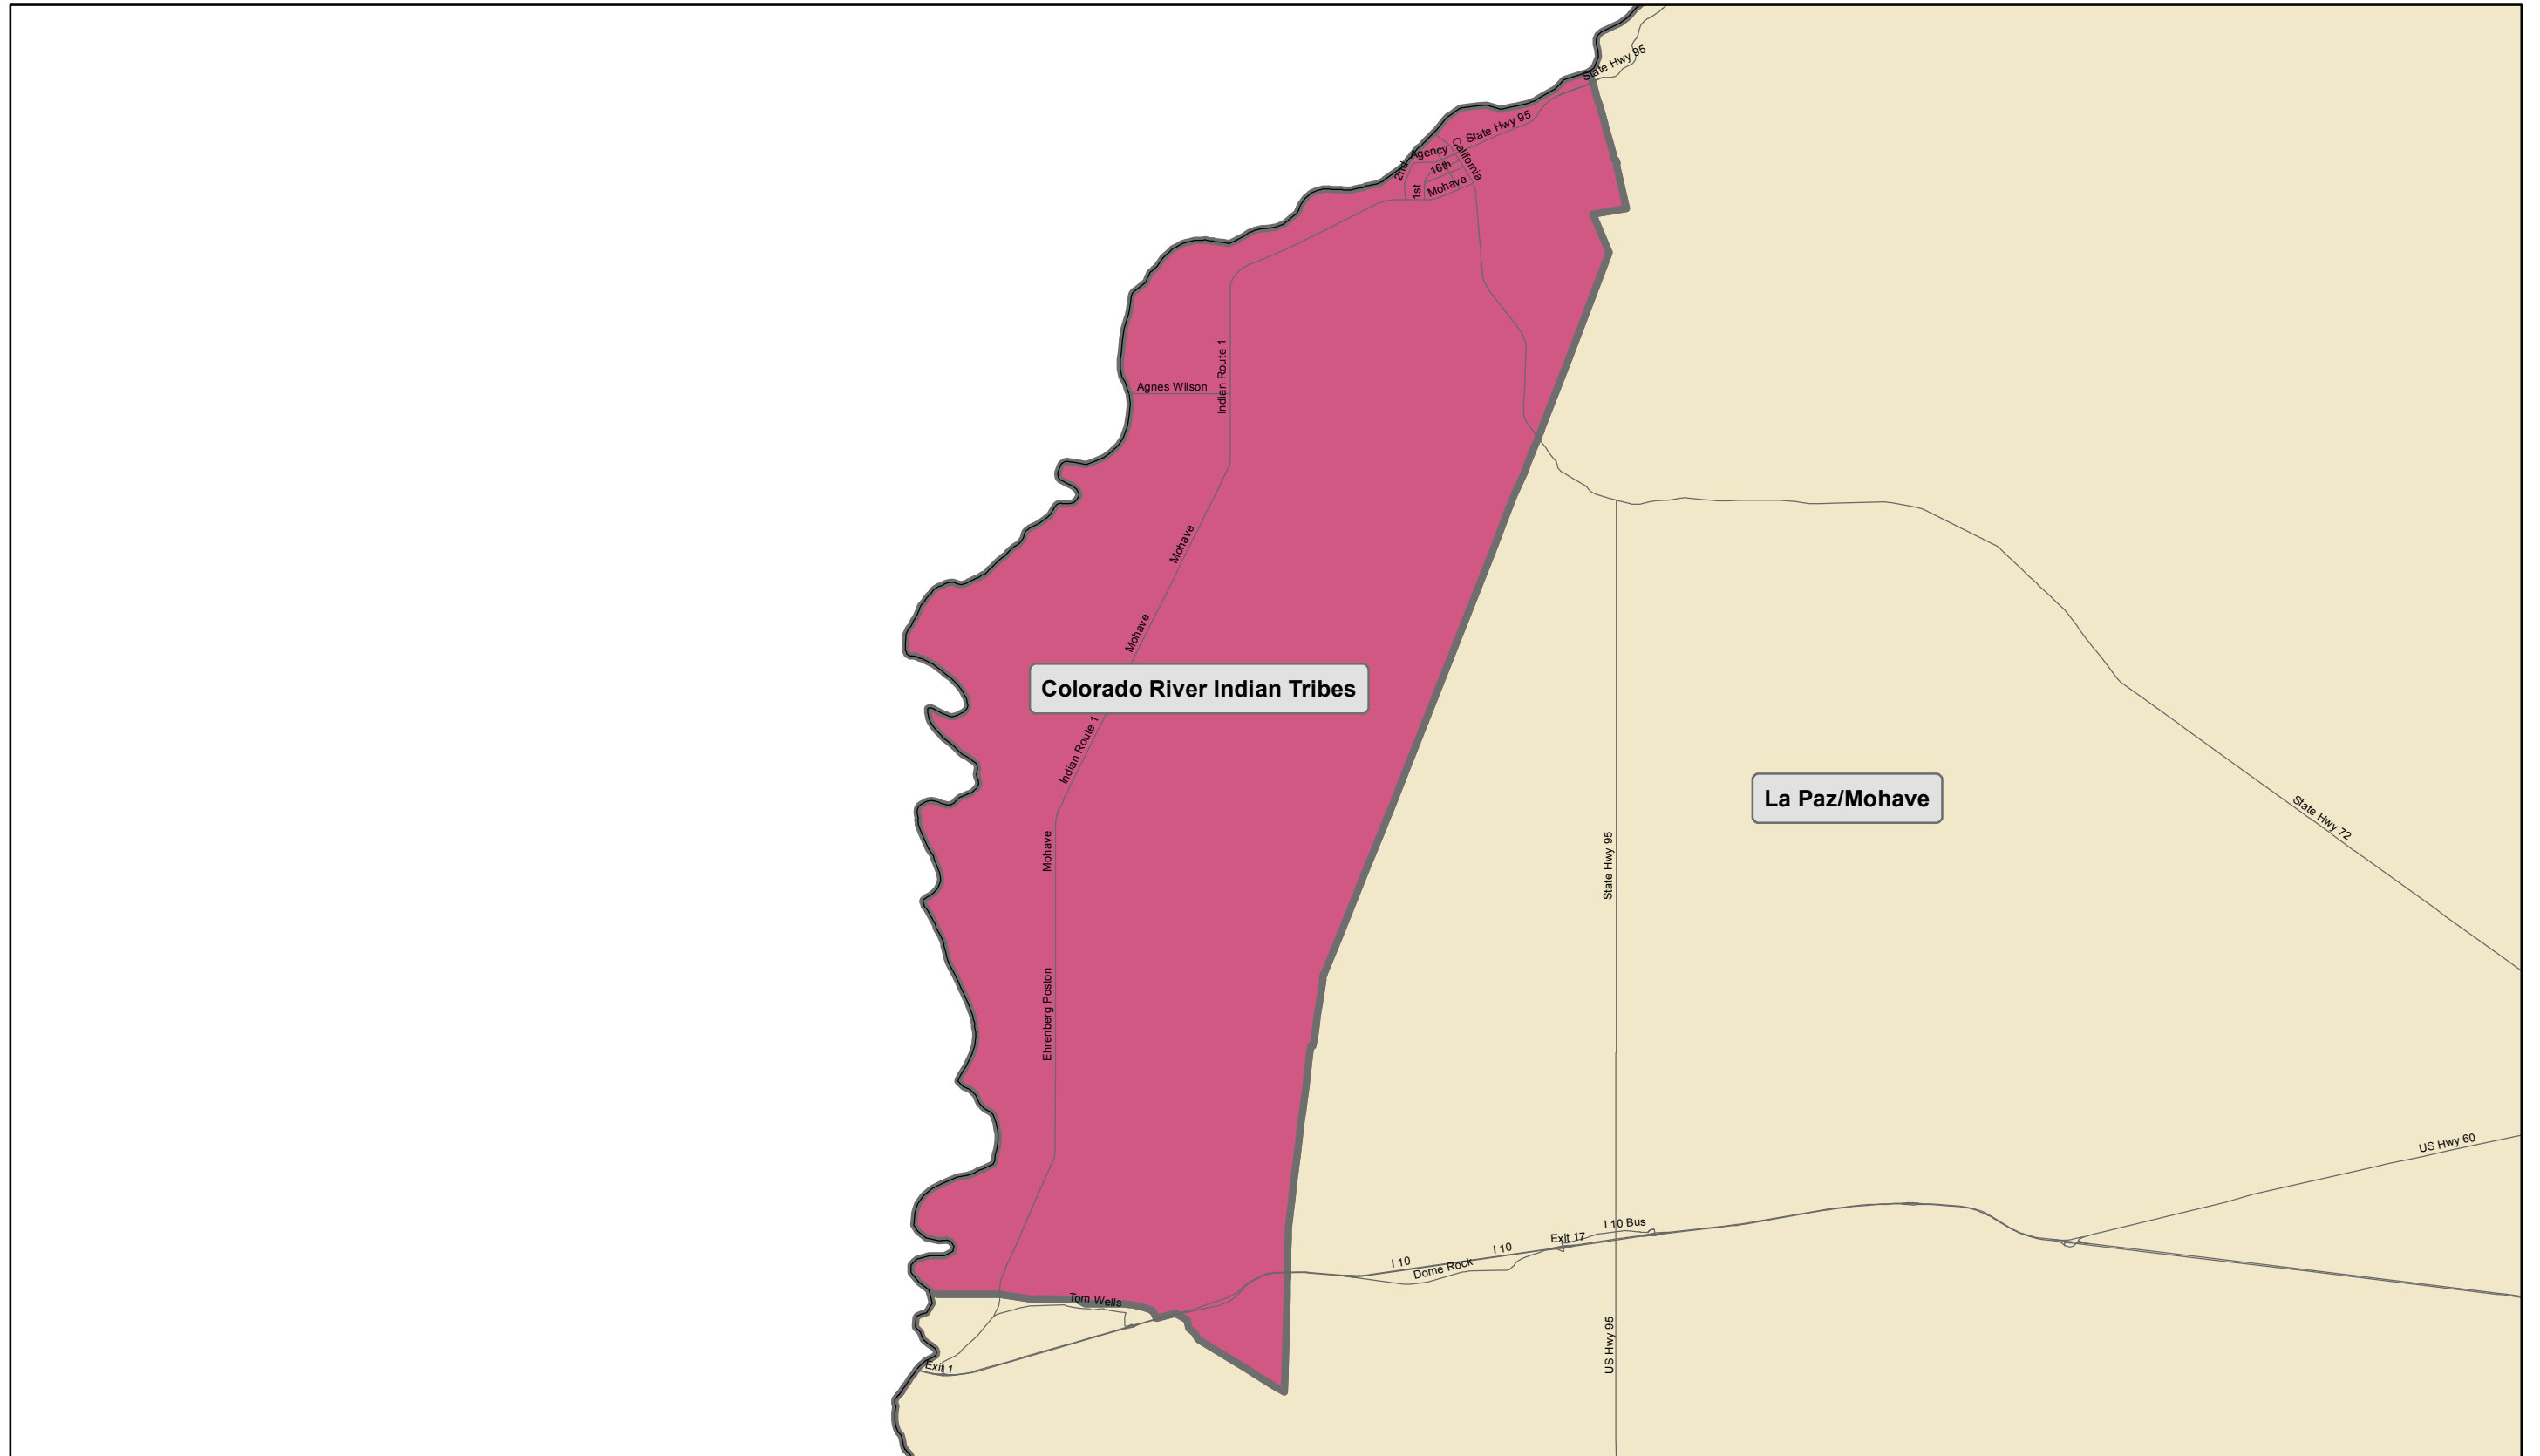 State Hwy 95
State Hwy 95
California
Agency
2nd
16th
1st
Mohave
Indian Route 1
Agnes Wilson
Mohave
Mohave
Colorado River Indian Tribes
Indian Route 1
La Paz/Mohave
State Hwy 72
Mohave
State Hwy 95
Ehrenberg Poston
US Hwy 60
I 10 Bus
Exit 17
I 10
I 10
Dome Rock
Tom Wells
US Hwy 95
Exit 1